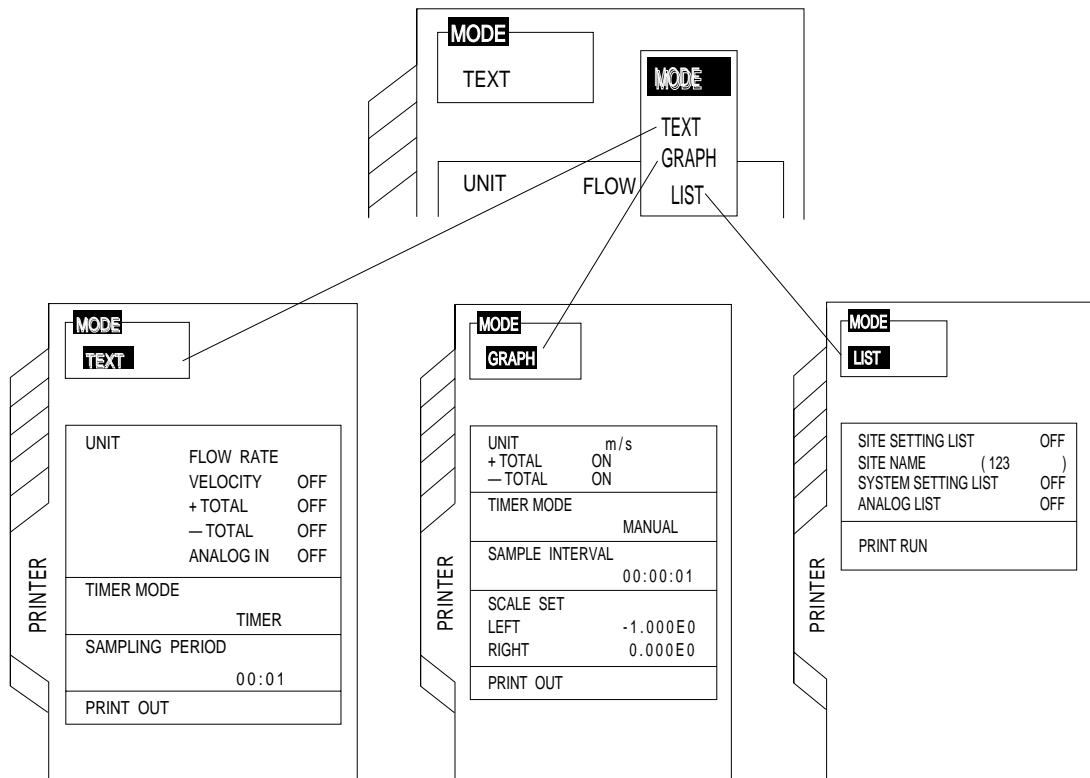 MODE
TEXT
MODE
TEXT
GRAPH
LIST
UNIT FLOW
MODE
TEXT
UNIT
FLOW RATE
VELOCITY OFF
+ TOTAL OFF
— TOTAL OFF
ANALOG IN OFF
TIMER MODE
TIMER
SAMPLING PERIOD
00:01
PRINT OUT
PRINTER
MODE
GRAPH
UNIT m/s
+ TOTAL ON
— TOTAL ON
TIMER MODE
MANUAL
SAMPLE INTERVAL
00:00:01
SCALE SET
LEFT -1.000E0
RIGHT 0.000E0
PRINT OUT
PRINTER
MODE
LIST
SITE SETTING LIST OFF
SITE NAME ( 123 )
SYSTEM SETTING LIST OFF
ANALOG LIST OFF
PRINT RUN
PRINTER